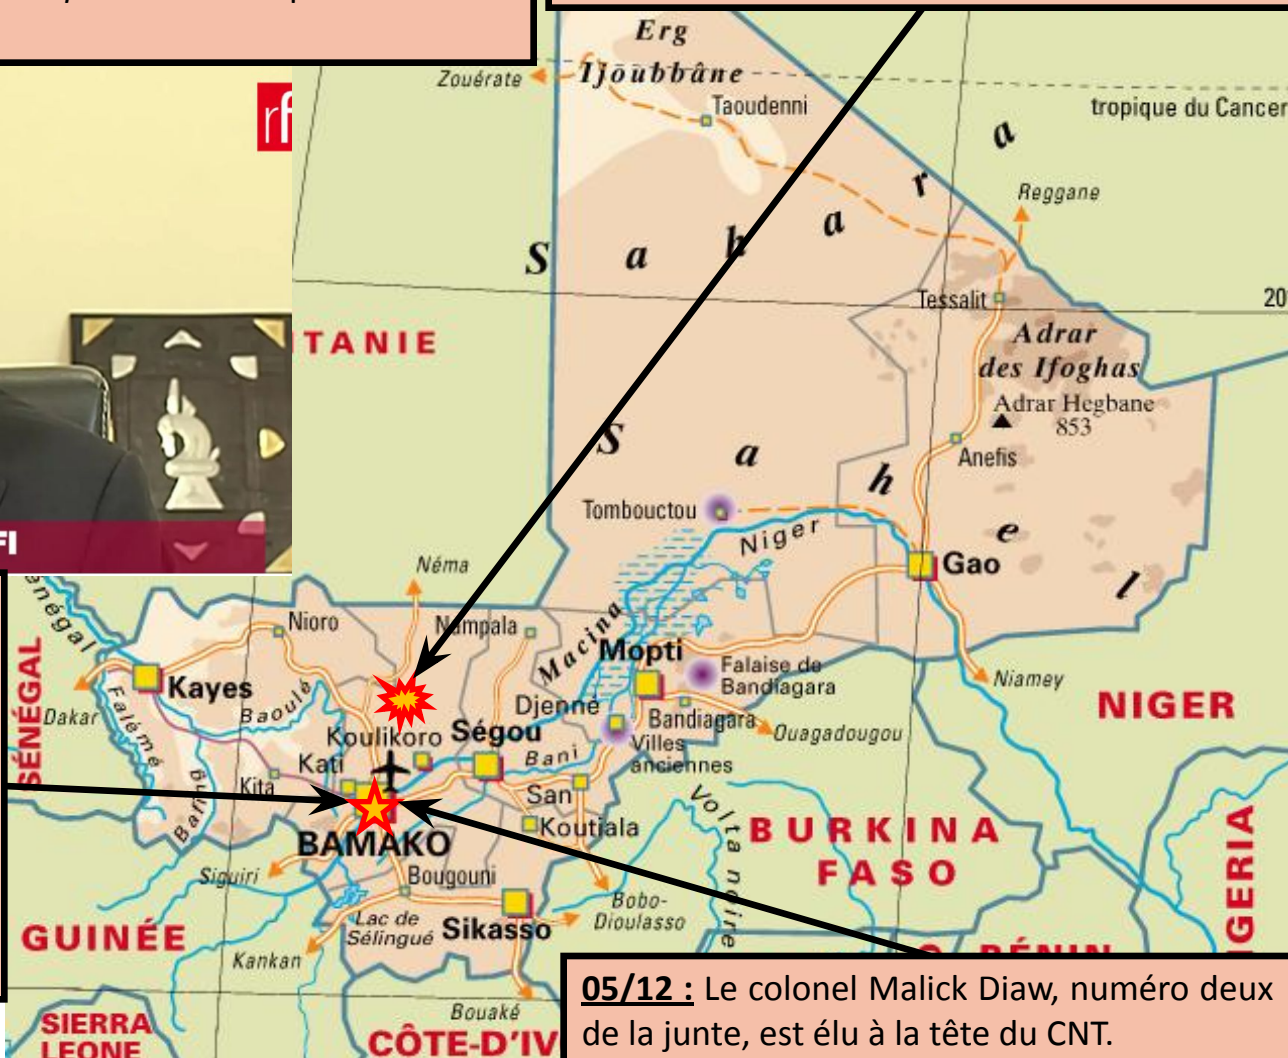 Erg
Ijoubbâne
Zouérate
Taoudenni
tropique du Cancer
Reggane
S a h a r a
TANIE
Tessalit
20
Adrar
des Ifoghas
Adrar Hegbane
853
Anefis
S a h e l
Tombouctou
Niger
Gao
FI
Néma
Nioro
Nampala
Macina
Mopti
Falaise de
Bandiagara
Niamey
SÉNÉGAL
Kayes
Dakar
Falémé
Baoulé
Djenné
Bandiagara
Ouagadougou
NIGER
Koulikoro
Ségou
Villes
anciennes
Bani
Kati
Kita
San
Koutiala
Volta noire
BURKINA
FASO
BAMAKO
Siguiri
Bougouni
Bobo-
Dioulasso
Lac de
Sélingué
Sikasso
GUINÉE
Kankan
BÉNIN
Bouaké
SIERRA
LEONE
CÔTE-D'IV
05/12 : Le colonel Malick Diaw, numéro deux
de la junte, est élu à la tête du CNT.